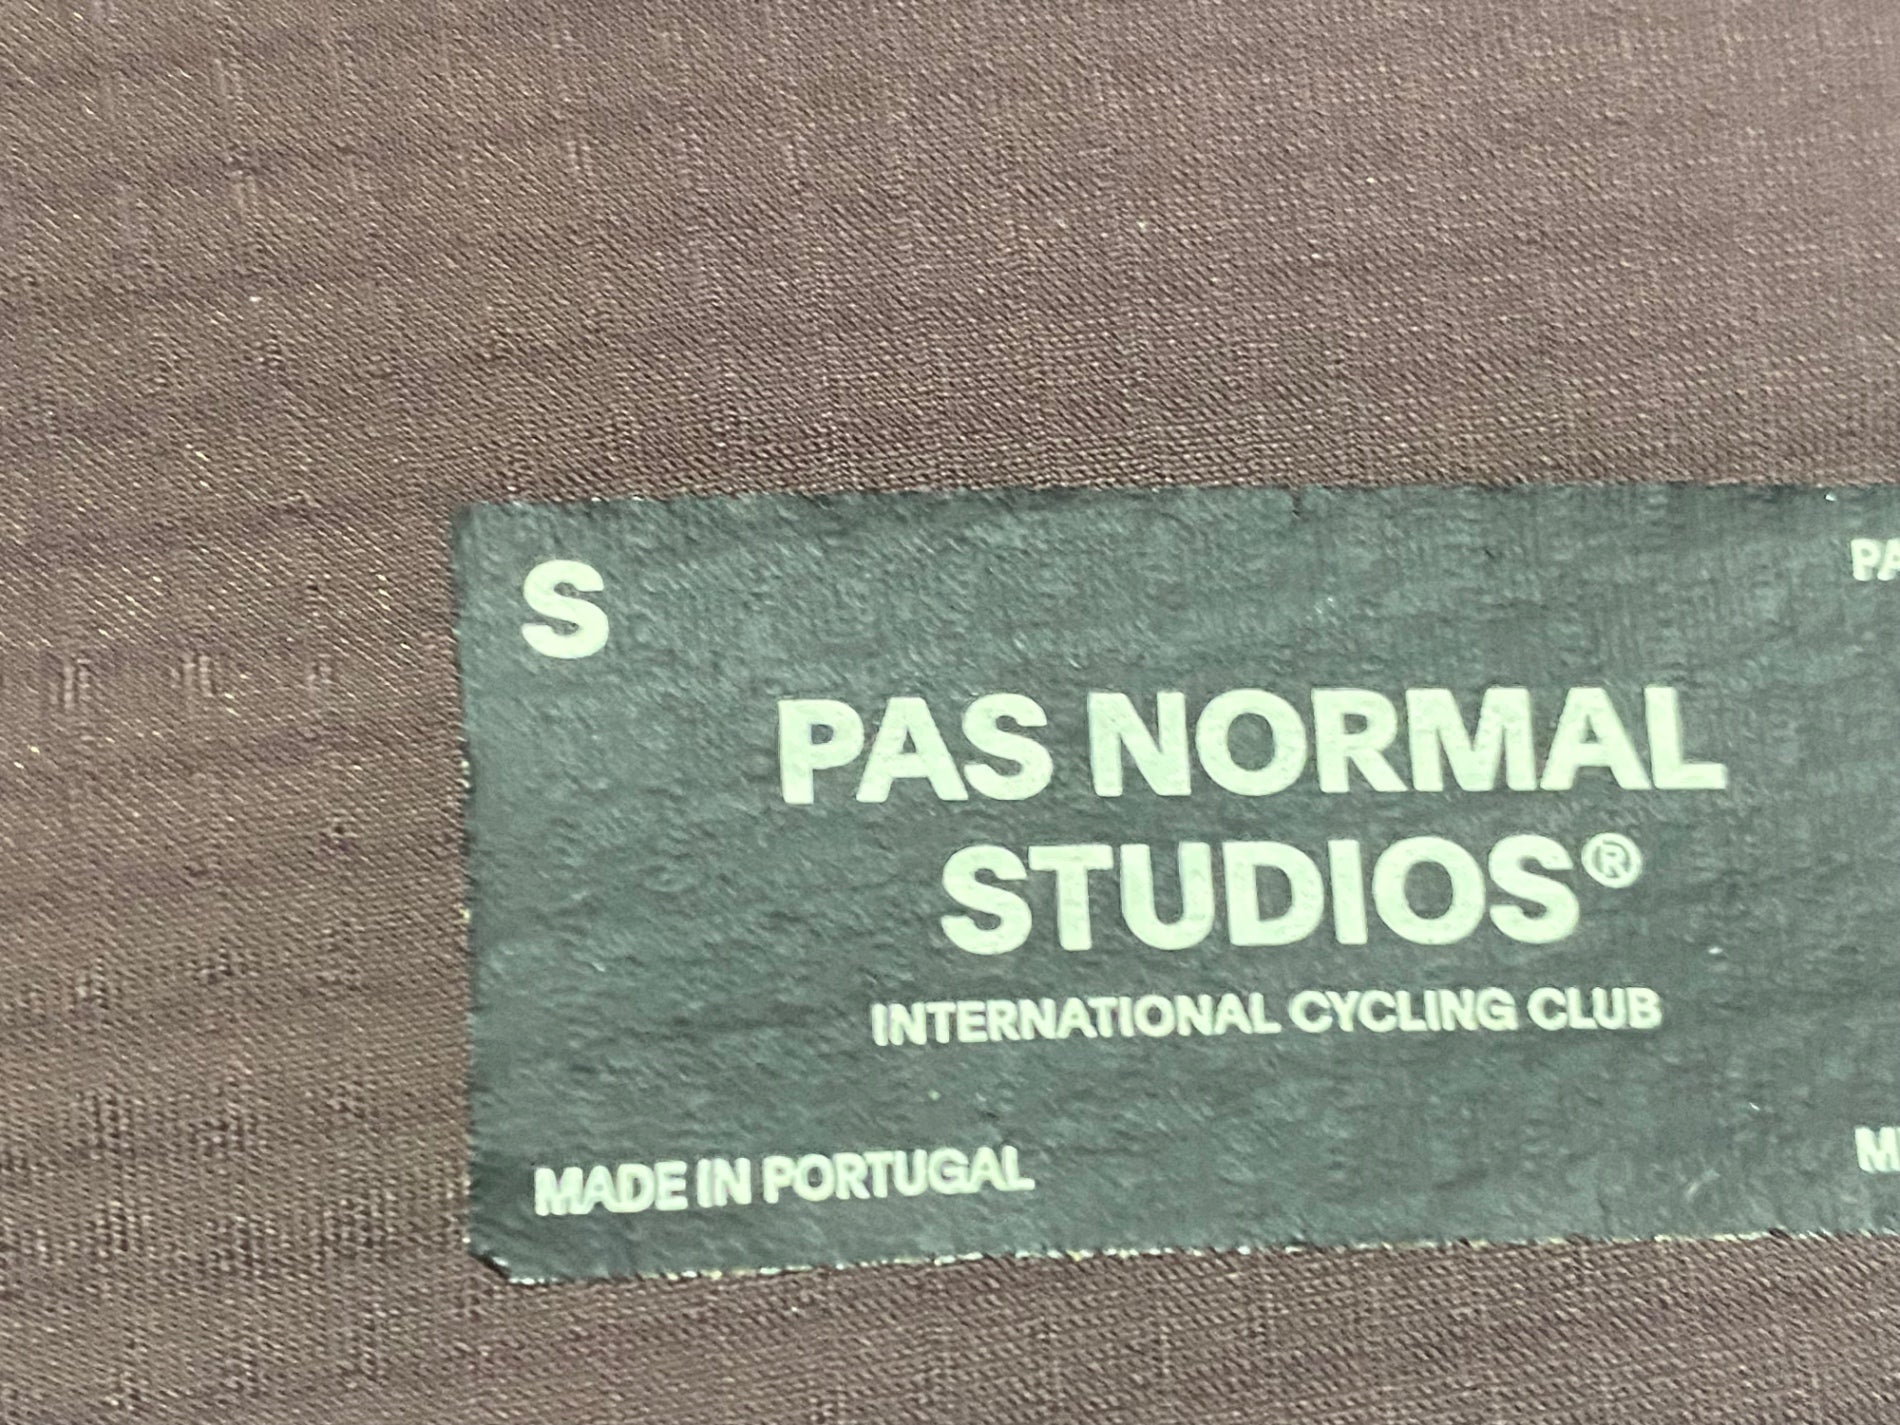 S
PAS NORMAL
STUDIOS®
INTERNATIONAL CYCLING CLUB
MADE IN PORTUGAL